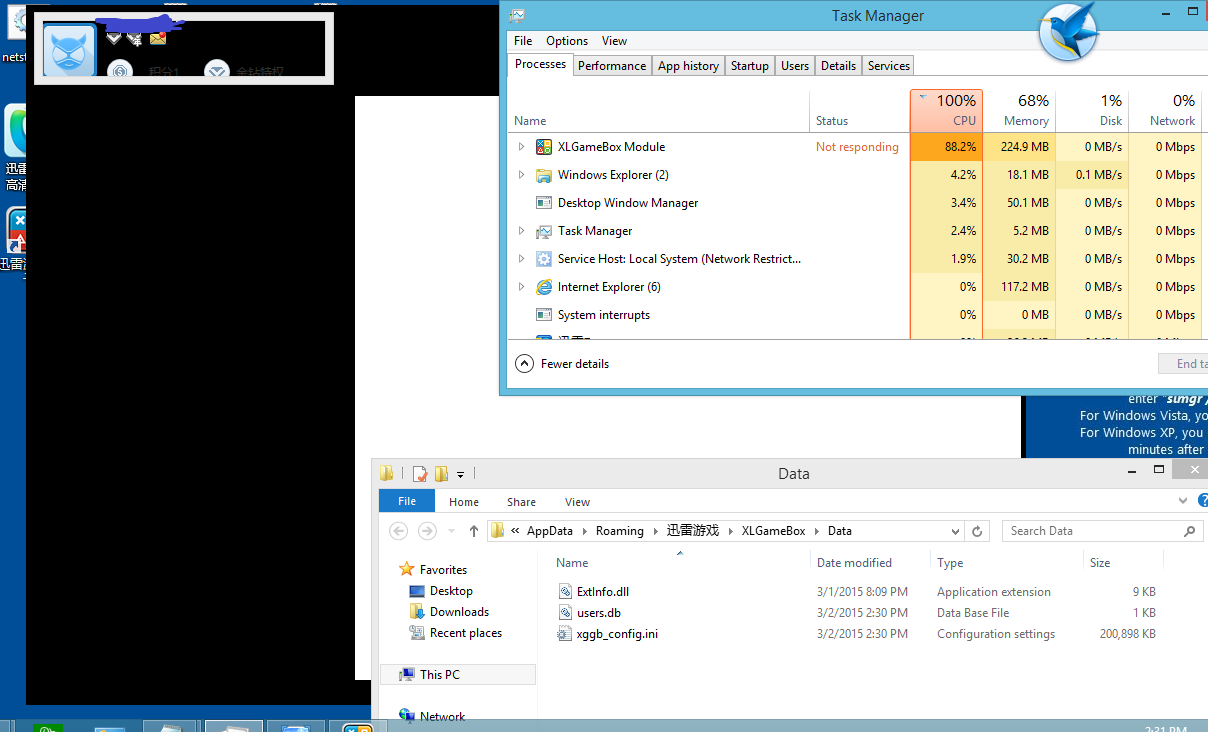 Task Manager
File Options View
Processes Performance App history Startup Users Details Services
100% 68% 1% 0%
Name Status CPU Memory Disk Network
XLGameBox Module Not responding 88.2% 224.9 MB 0 MB/s 0 Mbps
Windows Explorer (2) 4.2% 18.1 MB 0.1 MB/s 0 Mbps
Desktop Window Manager 3.4% 50.1 MB 0 MB/s 0 Mbps
Task Manager 2.4% 5.2 MB 0 MB/s 0 Mbps
Service Host: Local System (Network Restrict... 1.9% 30.2 MB 0 MB/s 0 Mbps
Internet Explorer (6) 0% 117.2 MB 0 MB/s 0 Mbps
System interrupts 0% 0 MB 0 MB/s 0 Mbps
Fewer details
End ta
netst
迅雷
高清
迅雷游
积分1
金钻特权
enter "slmgr /
For Windows Vista, yo
For Windows XP, you
minutes after
Data
File Home Share View
« AppData Roaming 迅雷游戏 XLGameBox Data
Search Data
Name Date modified Type Size
Favorites
Desktop
Downloads
Recent places
This PC
Network
ExtInfo.dll 3/1/2015 8:09 PM Application extension 9 KB
users.db 3/2/2015 2:30 PM Data Base File 1 KB
xggb_config.ini 3/2/2015 2:30 PM Configuration settings 200,898 KB
2:31 PM